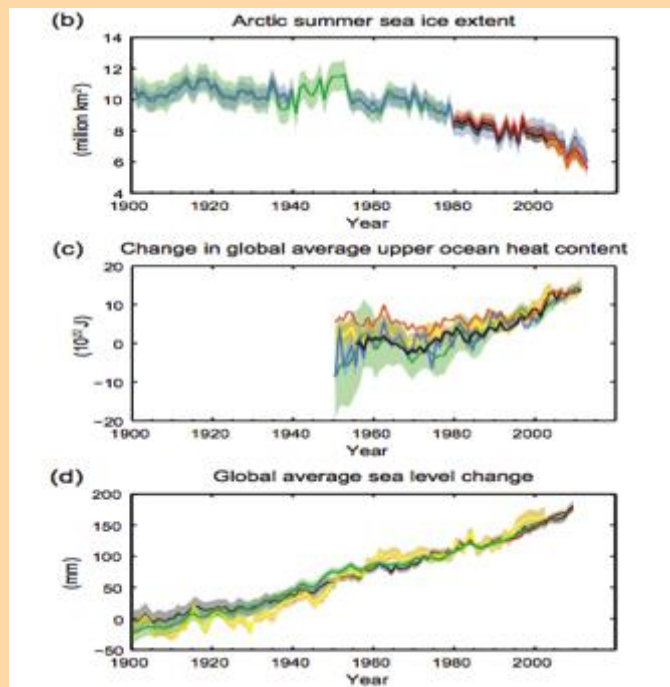 (b) Arctic summer sea ice extent
14
12
10
8
6
4
(million km²)
1900 1920 1940 1960 1980 2000
Year
(c) Change in global average upper ocean heat content
20
10
0
−10
−20
(10²² J)
1900 1920 1940 1960 1980 2000
Year
(d) Global average sea level change
200
150
100
50
0
−50
(mm)
1900 1920 1940 1960 1980 2000
Year